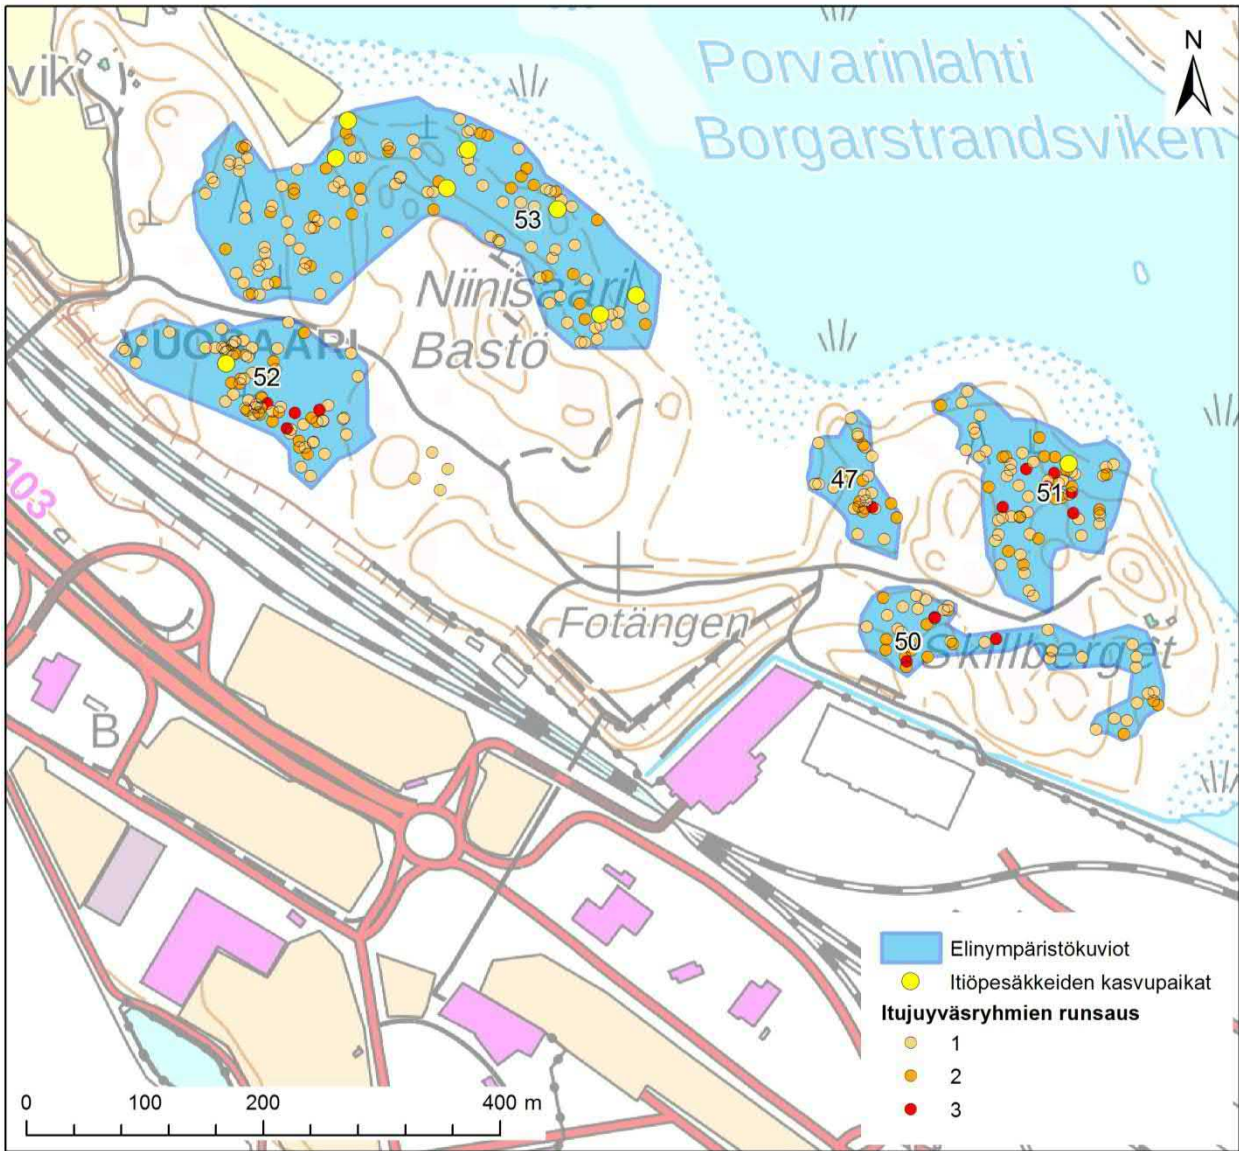 Porvarinlahti
Borgarstrandsviken
N
vik
53
Niinisaari
Bastö
VUOSAARI
52
47
51
103
Fotängen
50
Skillberget
B
Elinympäristökuviot
Itiöpesäkkeiden kasvupaikat
Itujuyväsryhmien runsaus
1
2
3
0 100 200 400 m